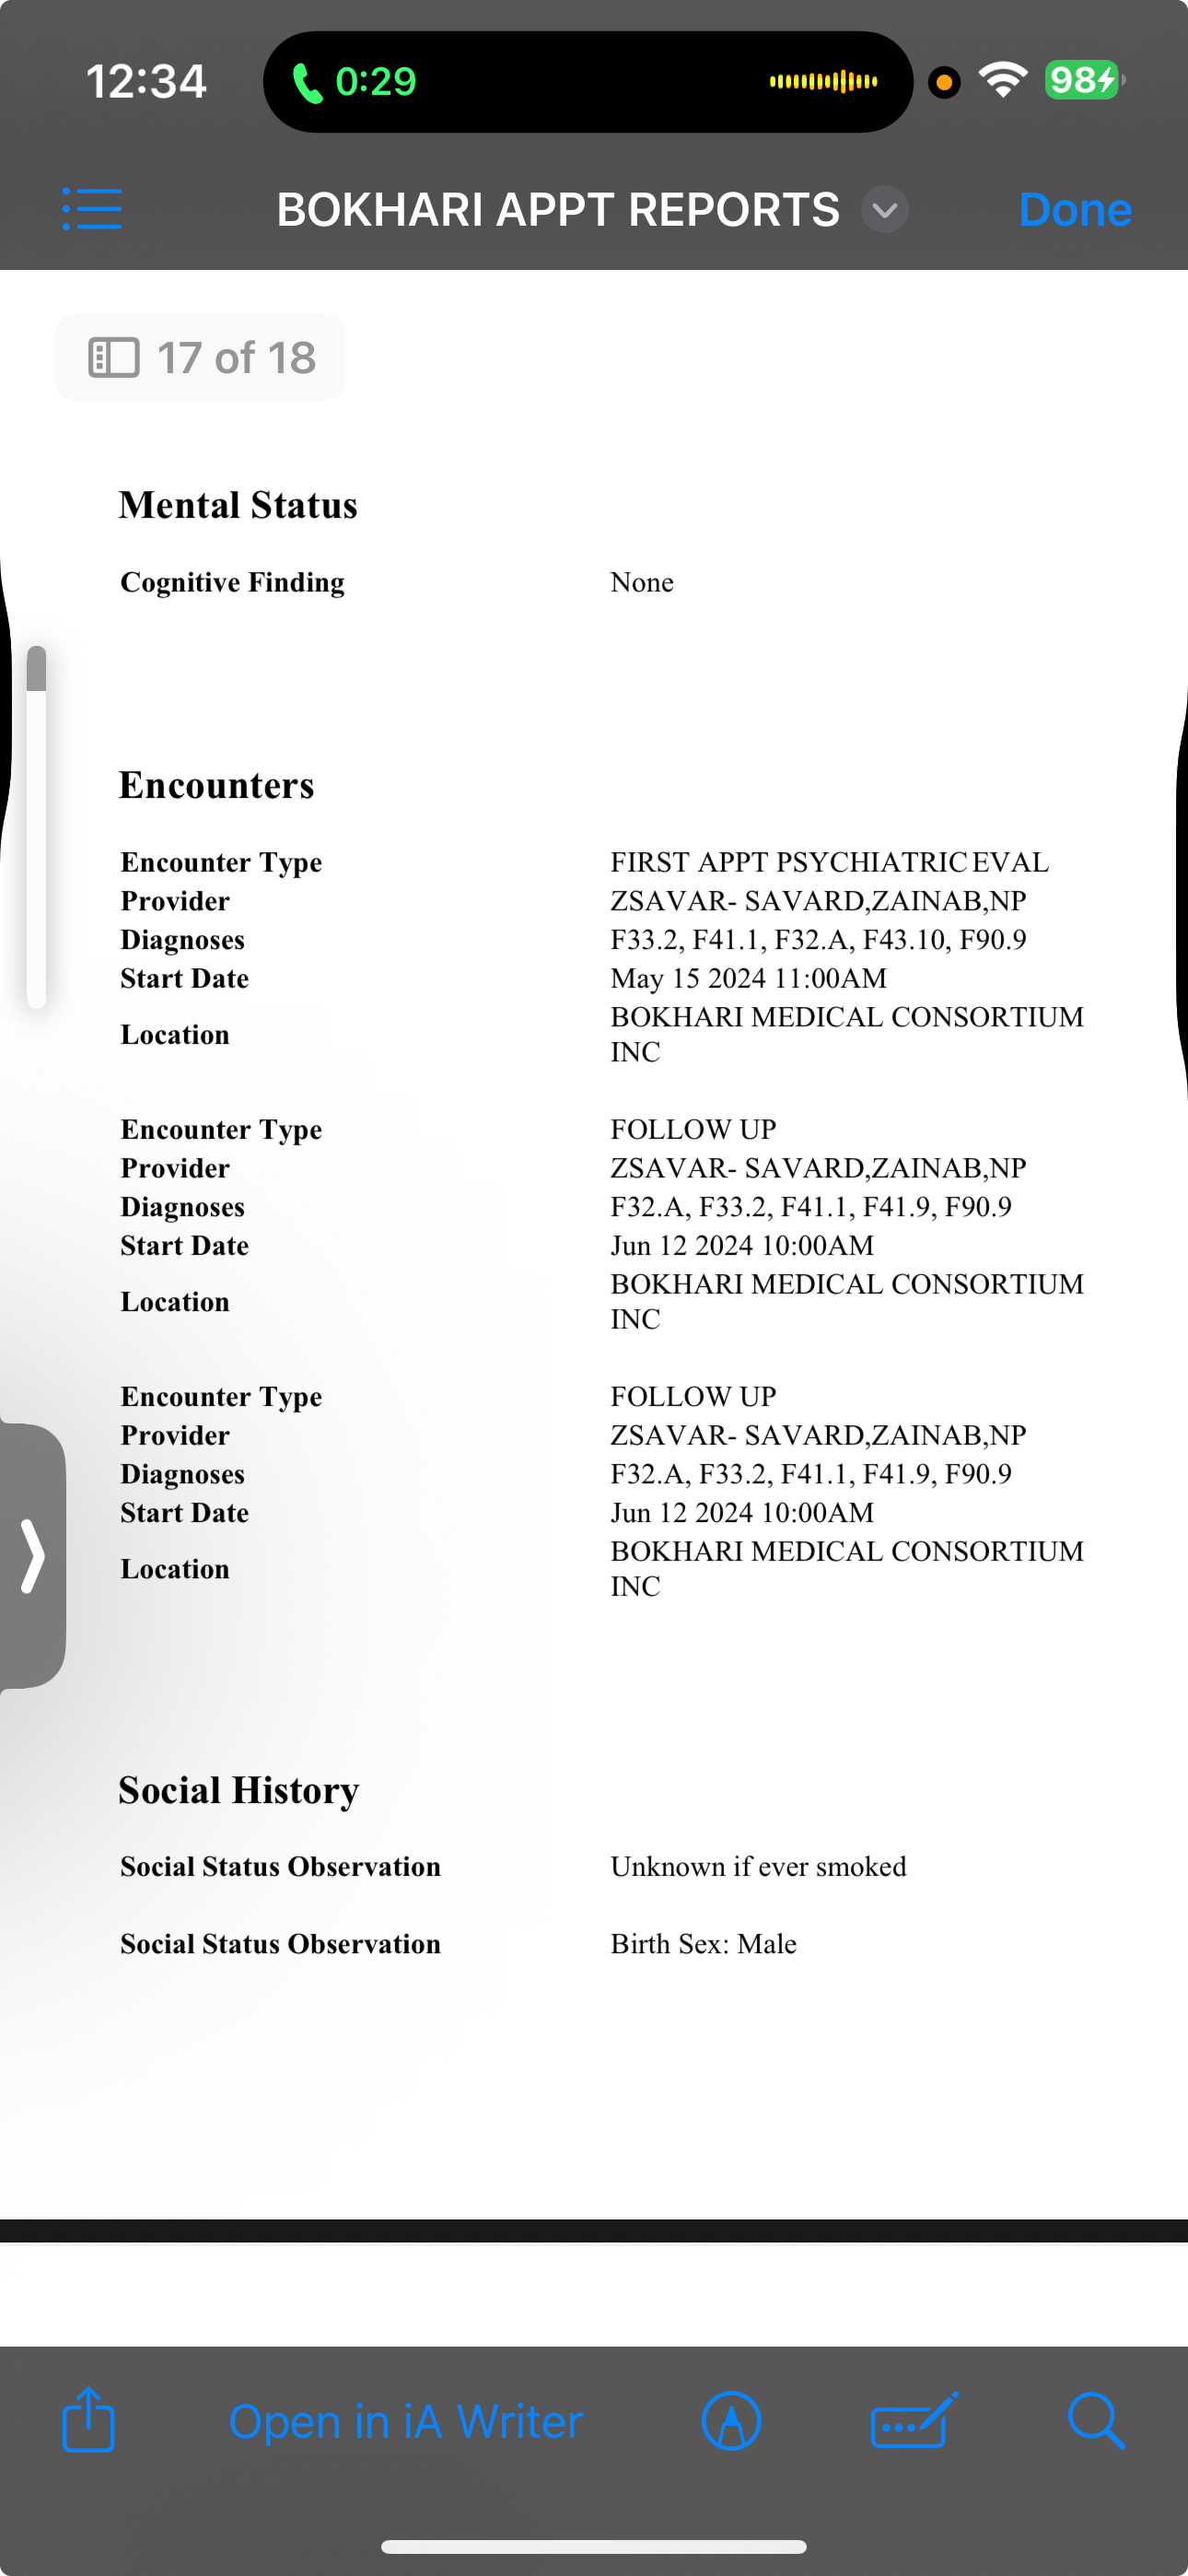 12:34
0:29
98
BOKHARI APPT REPORTS
Done
17 of 18
Mental Status
Cognitive Finding None
Encounters
Encounter Type FIRST APPT PSYCHIATRIC EVAL
Provider ZSAVAR- SAVARD,ZAINAB,NP
Diagnoses F33.2, F41.1, F32.A, F43.10, F90.9
Start Date May 15 2024 11:00AM
Location BOKHARI MEDICAL CONSORTIUM
INC
Encounter Type FOLLOW UP
Provider ZSAVAR- SAVARD,ZAINAB,NP
Diagnoses F32.A, F33.2, F41.1, F41.9, F90.9
Start Date Jun 12 2024 10:00AM
Location BOKHARI MEDICAL CONSORTIUM
INC
Encounter Type FOLLOW UP
Provider ZSAVAR- SAVARD,ZAINAB,NP
Diagnoses F32.A, F33.2, F41.1, F41.9, F90.9
Start Date Jun 12 2024 10:00AM
Location BOKHARI MEDICAL CONSORTIUM
INC
Social History
Social Status Observation Unknown if ever smoked
Social Status Observation Birth Sex: Male
Open in iA Writer